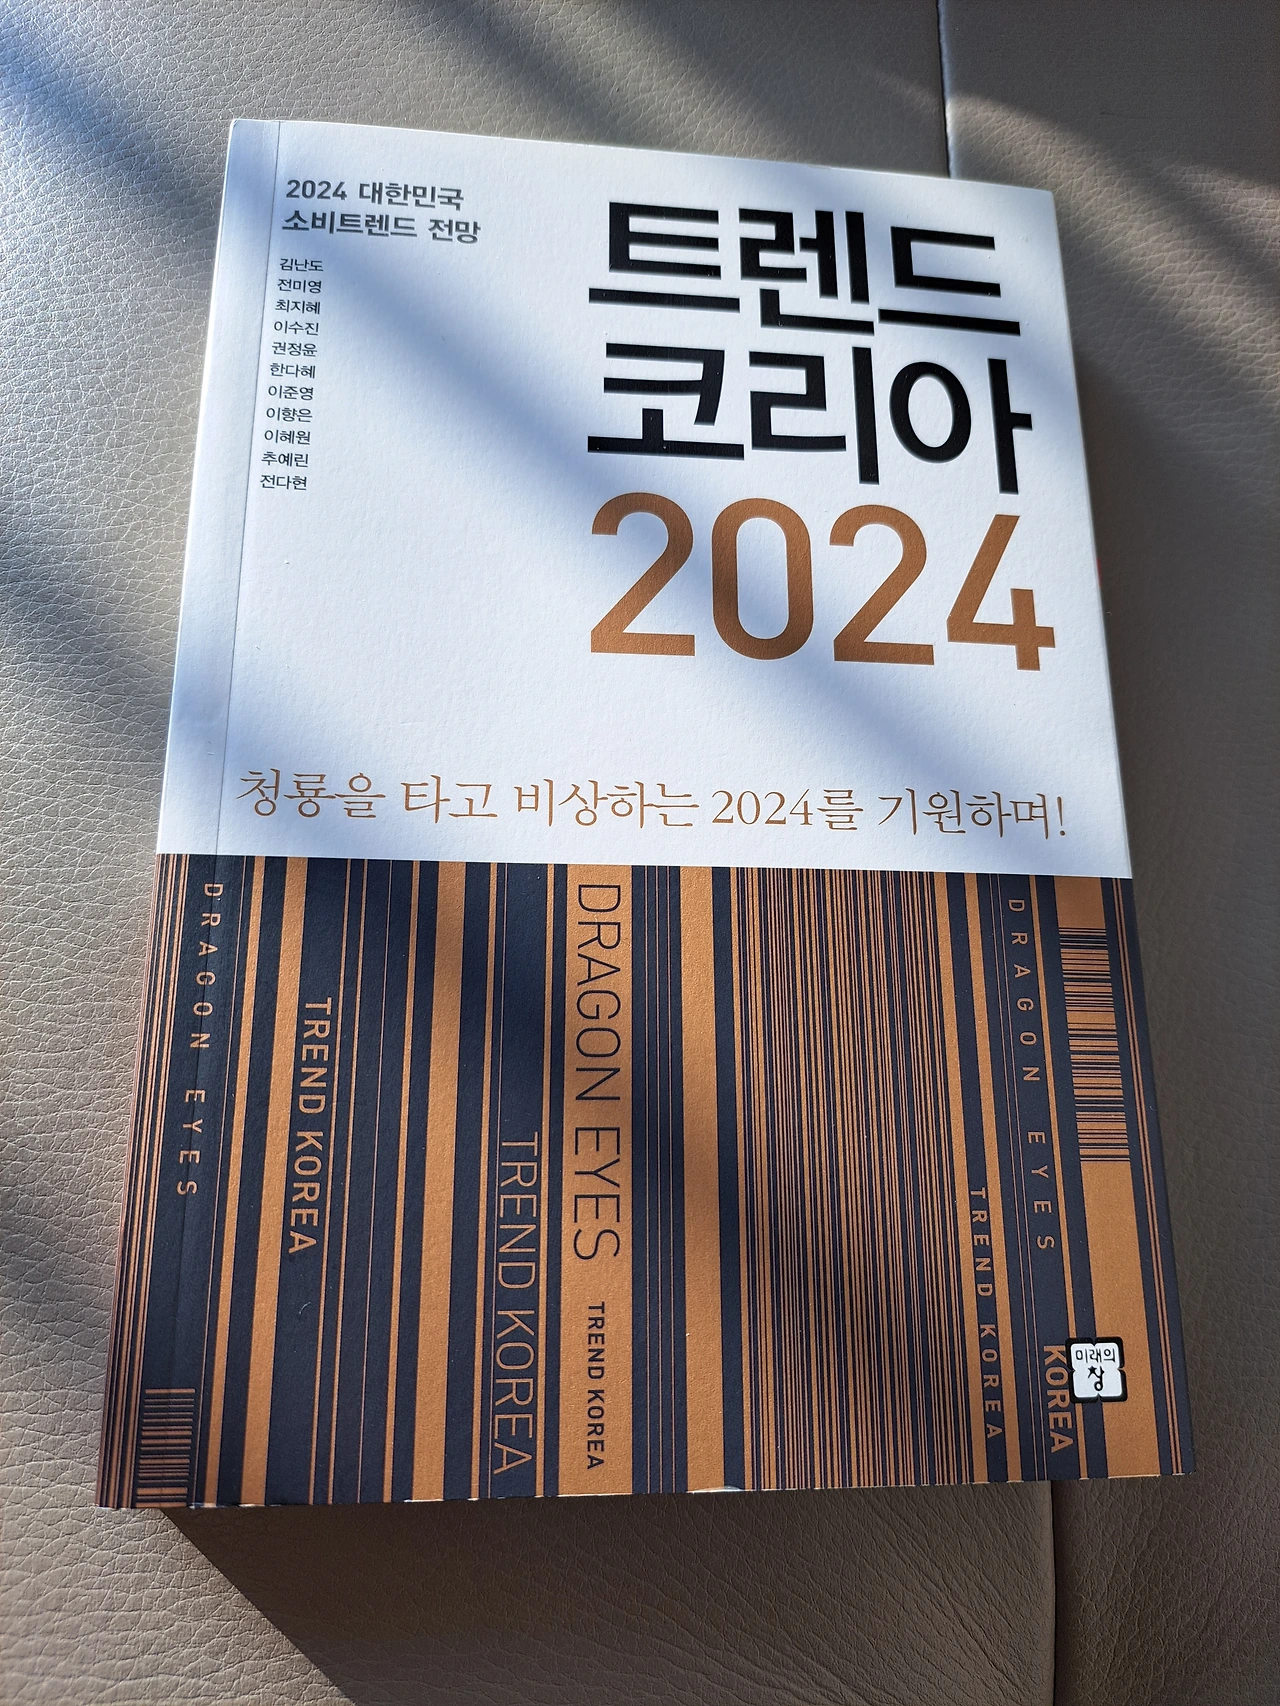 2024 대한민국
소비트렌드 전망
김난도
전미영
최지혜
이수진
권정윤
한다혜
이준영
이향은
이혜원
추예린
전다현
트렌드
코리아
2024
청룡을 타고 비상하는 2024를 기원하며!
DRAGON EYES
TREND KOREA
TREND KOREA
DRAGON EYES
TREND KOREA
TREND KOREA
DRAGON EYES
KOREA
미래의
창